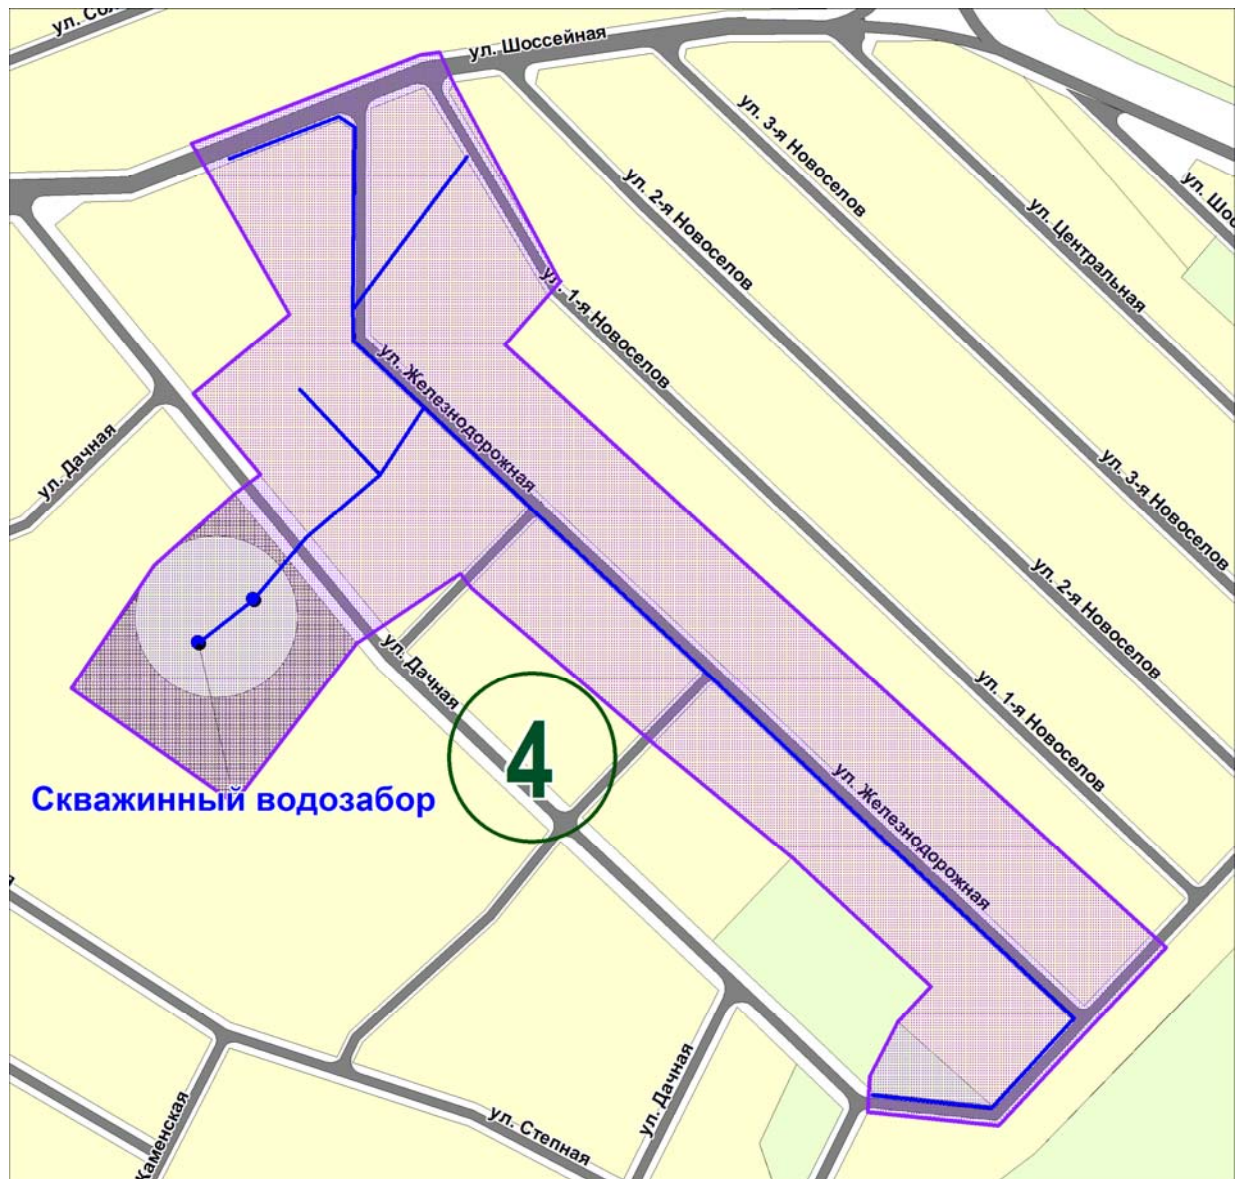 ул. Шоссейная
ул. 3-я Новоселов
ул. 2-я Новоселов
ул. Центральная
ул. 1-я Новоселов
ул. Железнодорожная
ул. Дачная
ул. 3-я Новоселов
ул. 2-я Новоселов
ул. Дачная
ул. 1-я Новоселов
4
Скважинный водозабор
ул. Железнодорожная
ул. Дачная
ул. Степная
Каменская